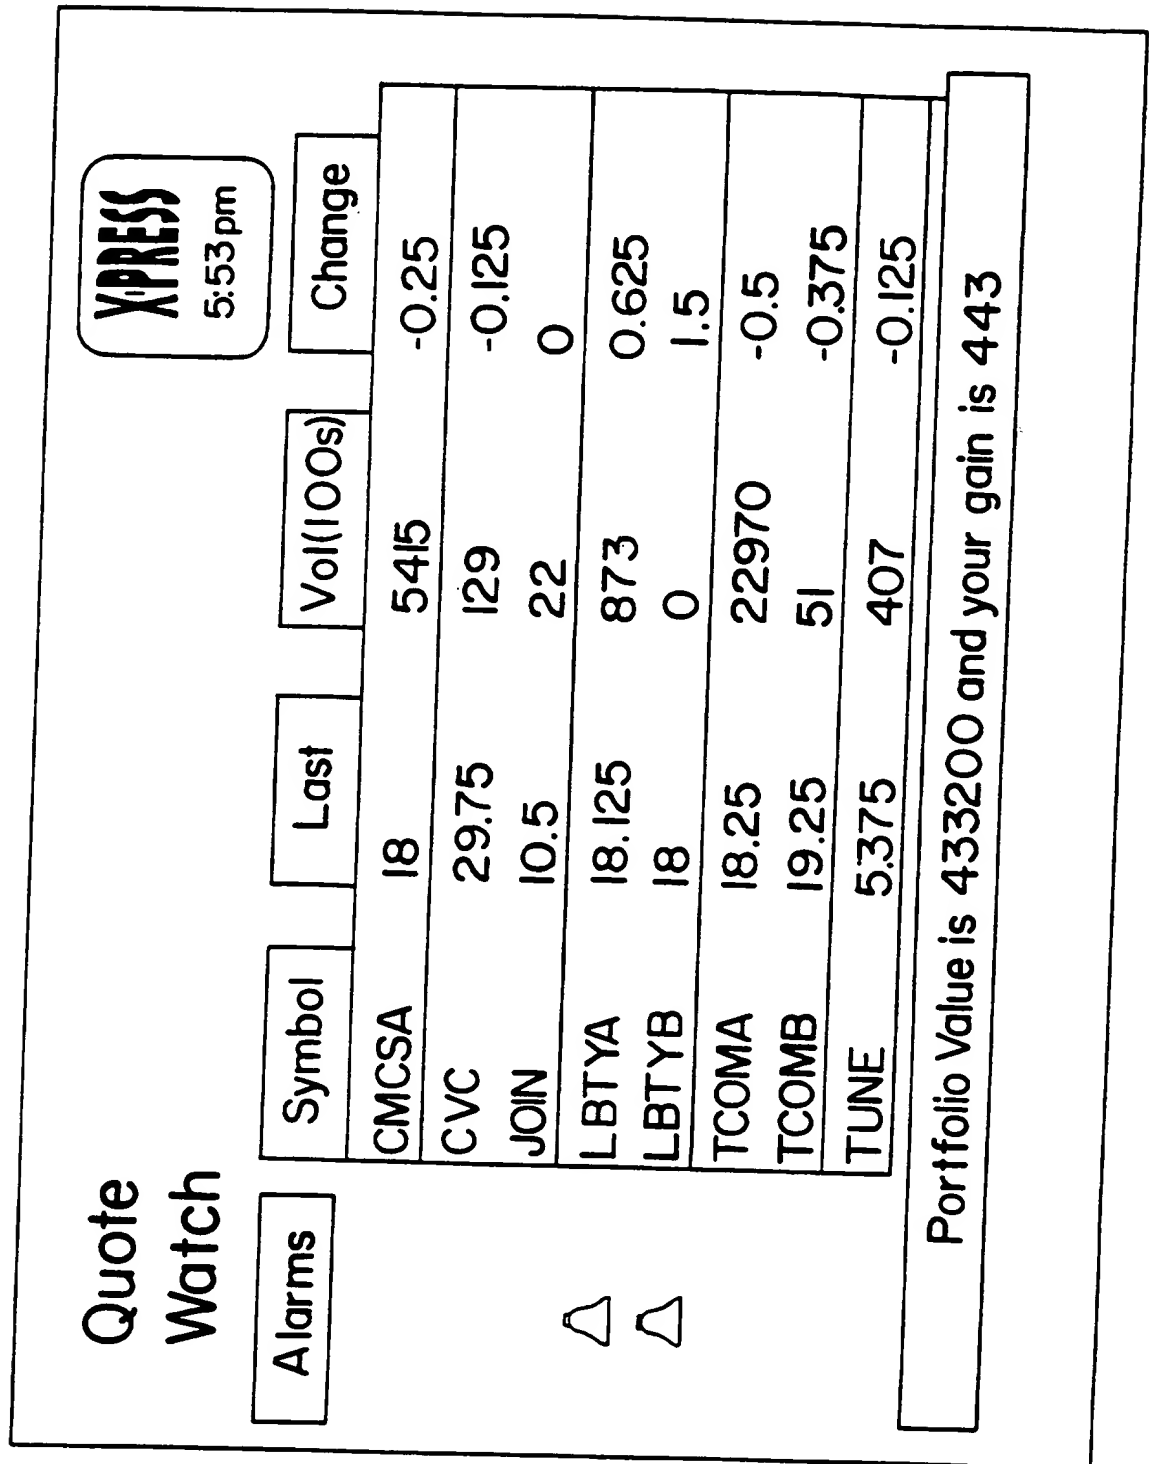 Quote
Watch
X·PRESS
5:53pm
Alarms Symbol Last Vol(100s) Change
CMCSA 18 5415 -0.25
CVC 29.75 129 -0.125
JOIN 10.5 22 0
LBTYA 18.125 873 0.625
LBTYB 18 0 1.5
TCOMA 18.25 22970 -0.5
TCOMB 19.25 51 -0.375
TUNE 5.375 407 -0.125
Portfolio Value is 433200 and your gain is 443